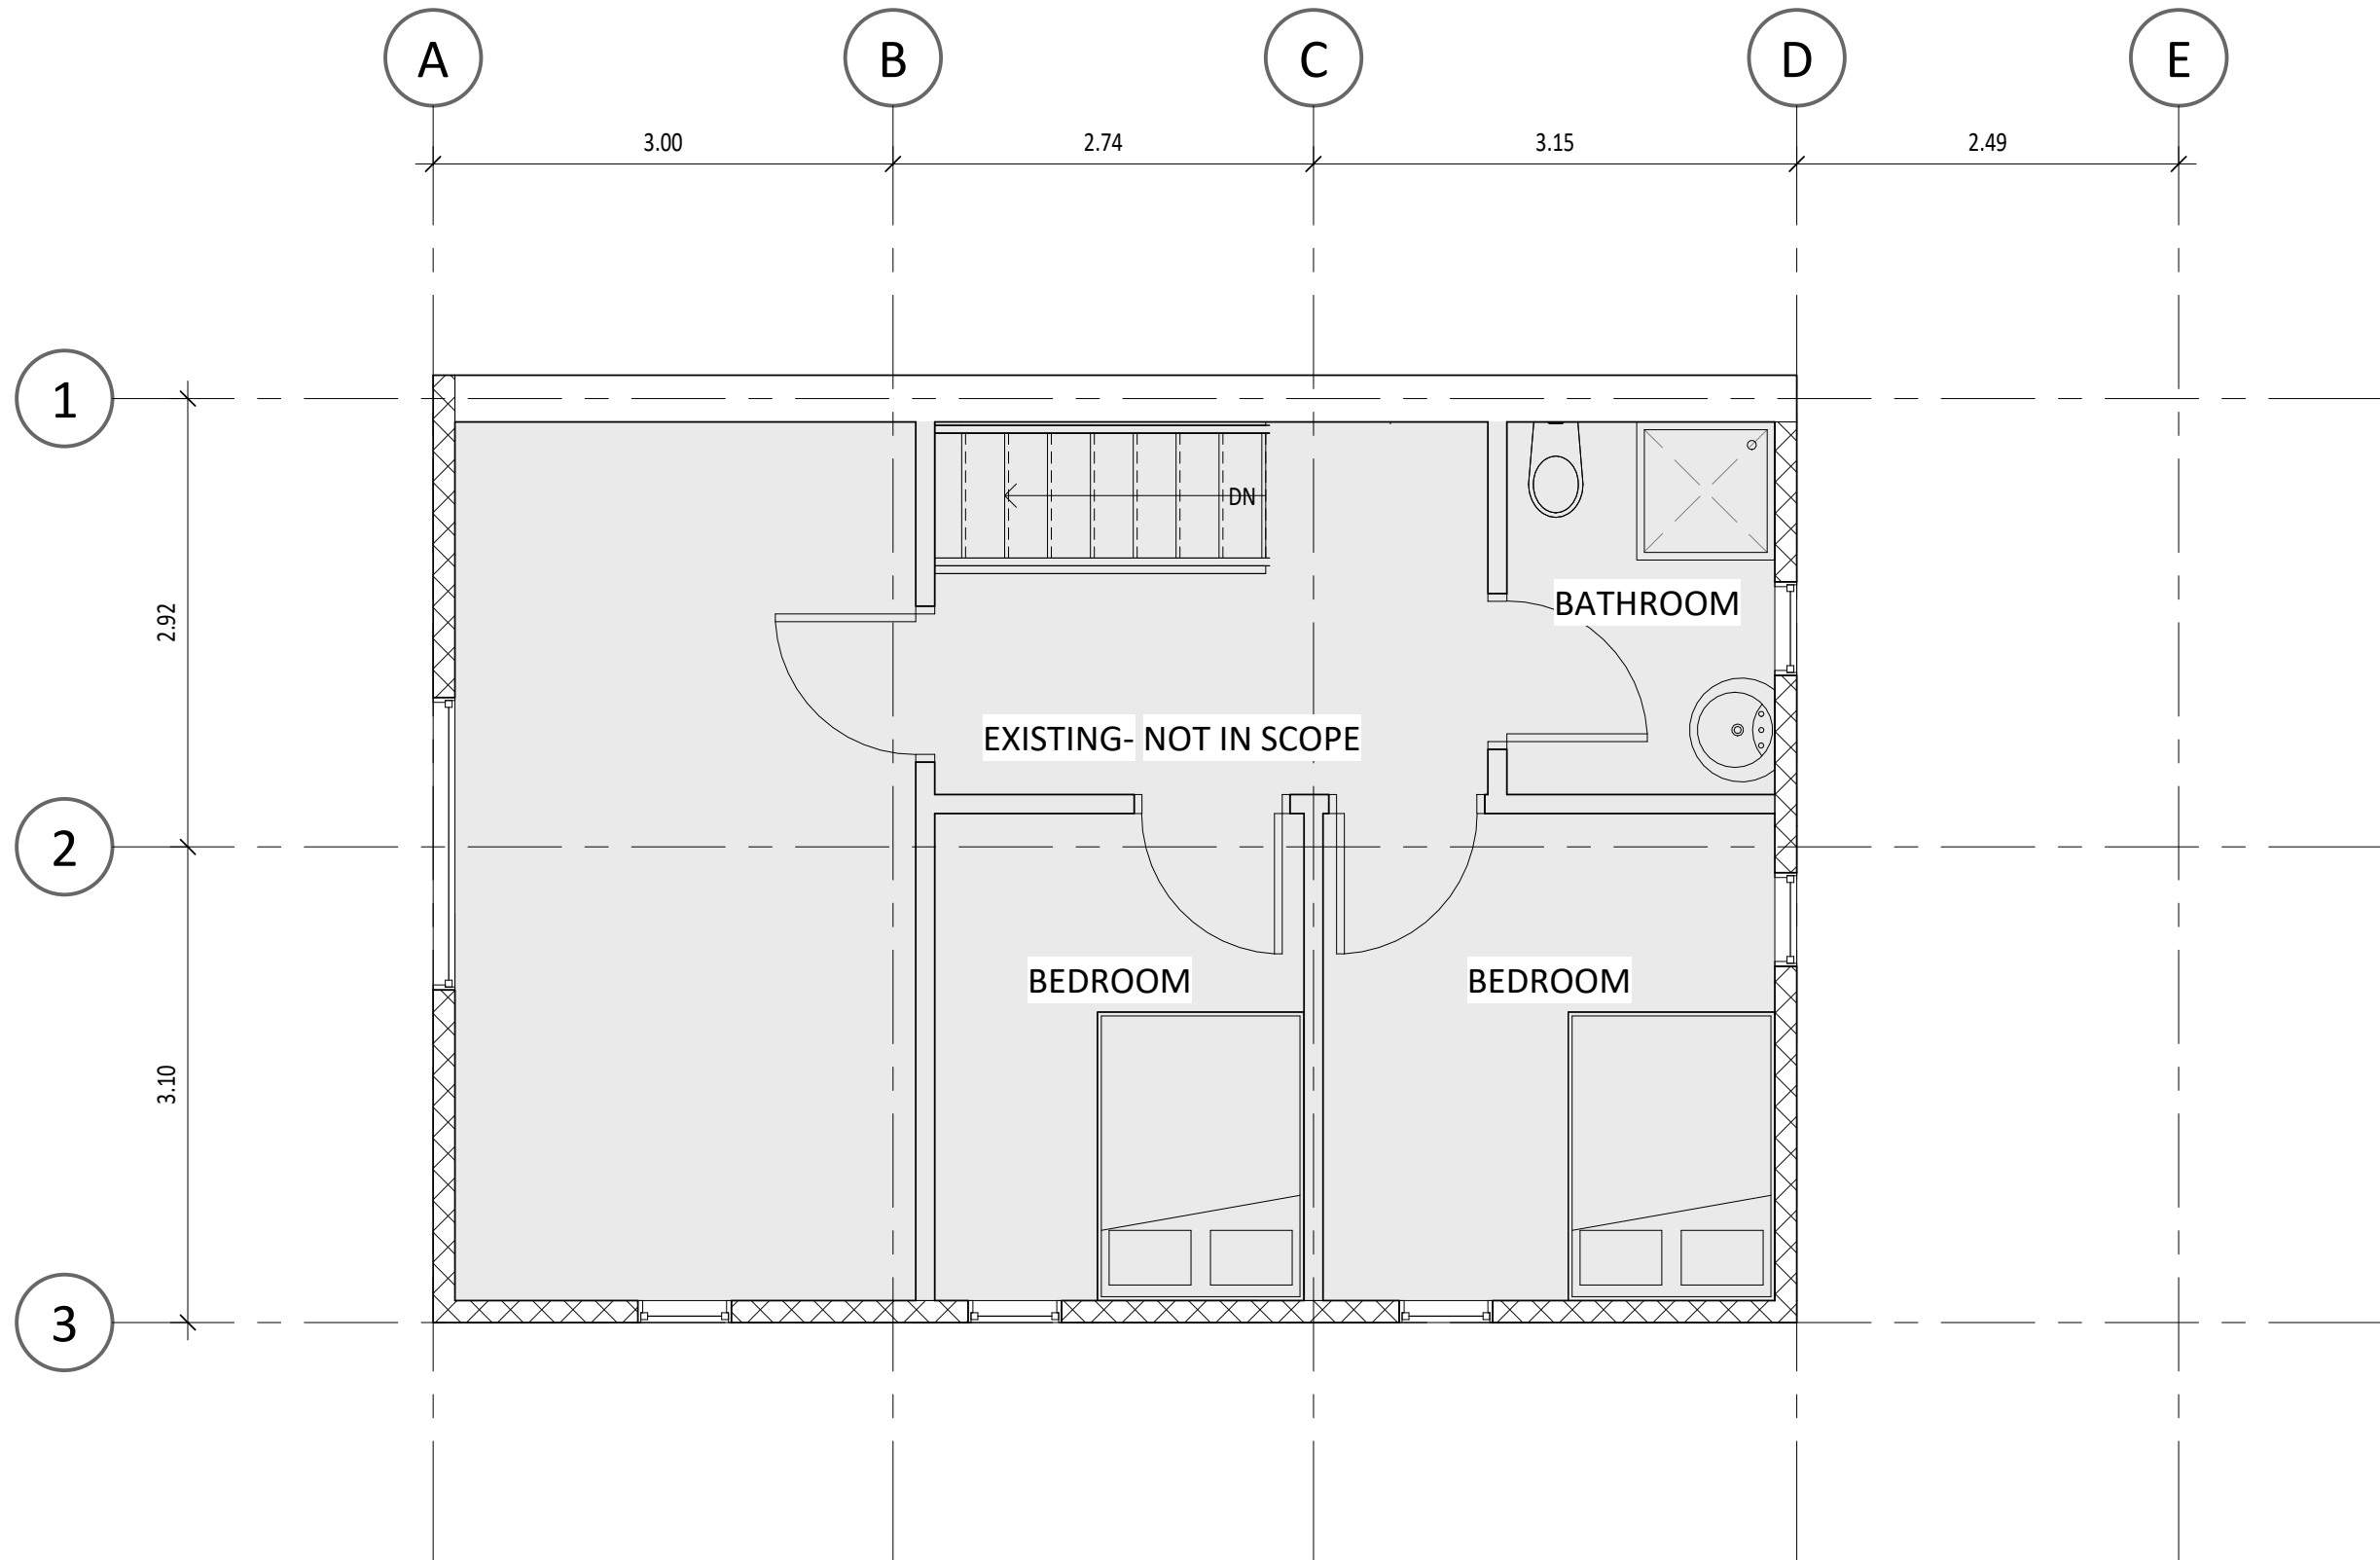 A B C D E
3.00 2.74 3.15 2.49
1
DN
BATHROOM
2.92
EXISTING- NOT IN SCOPE
2
BEDROOM BEDROOM
3.10
3